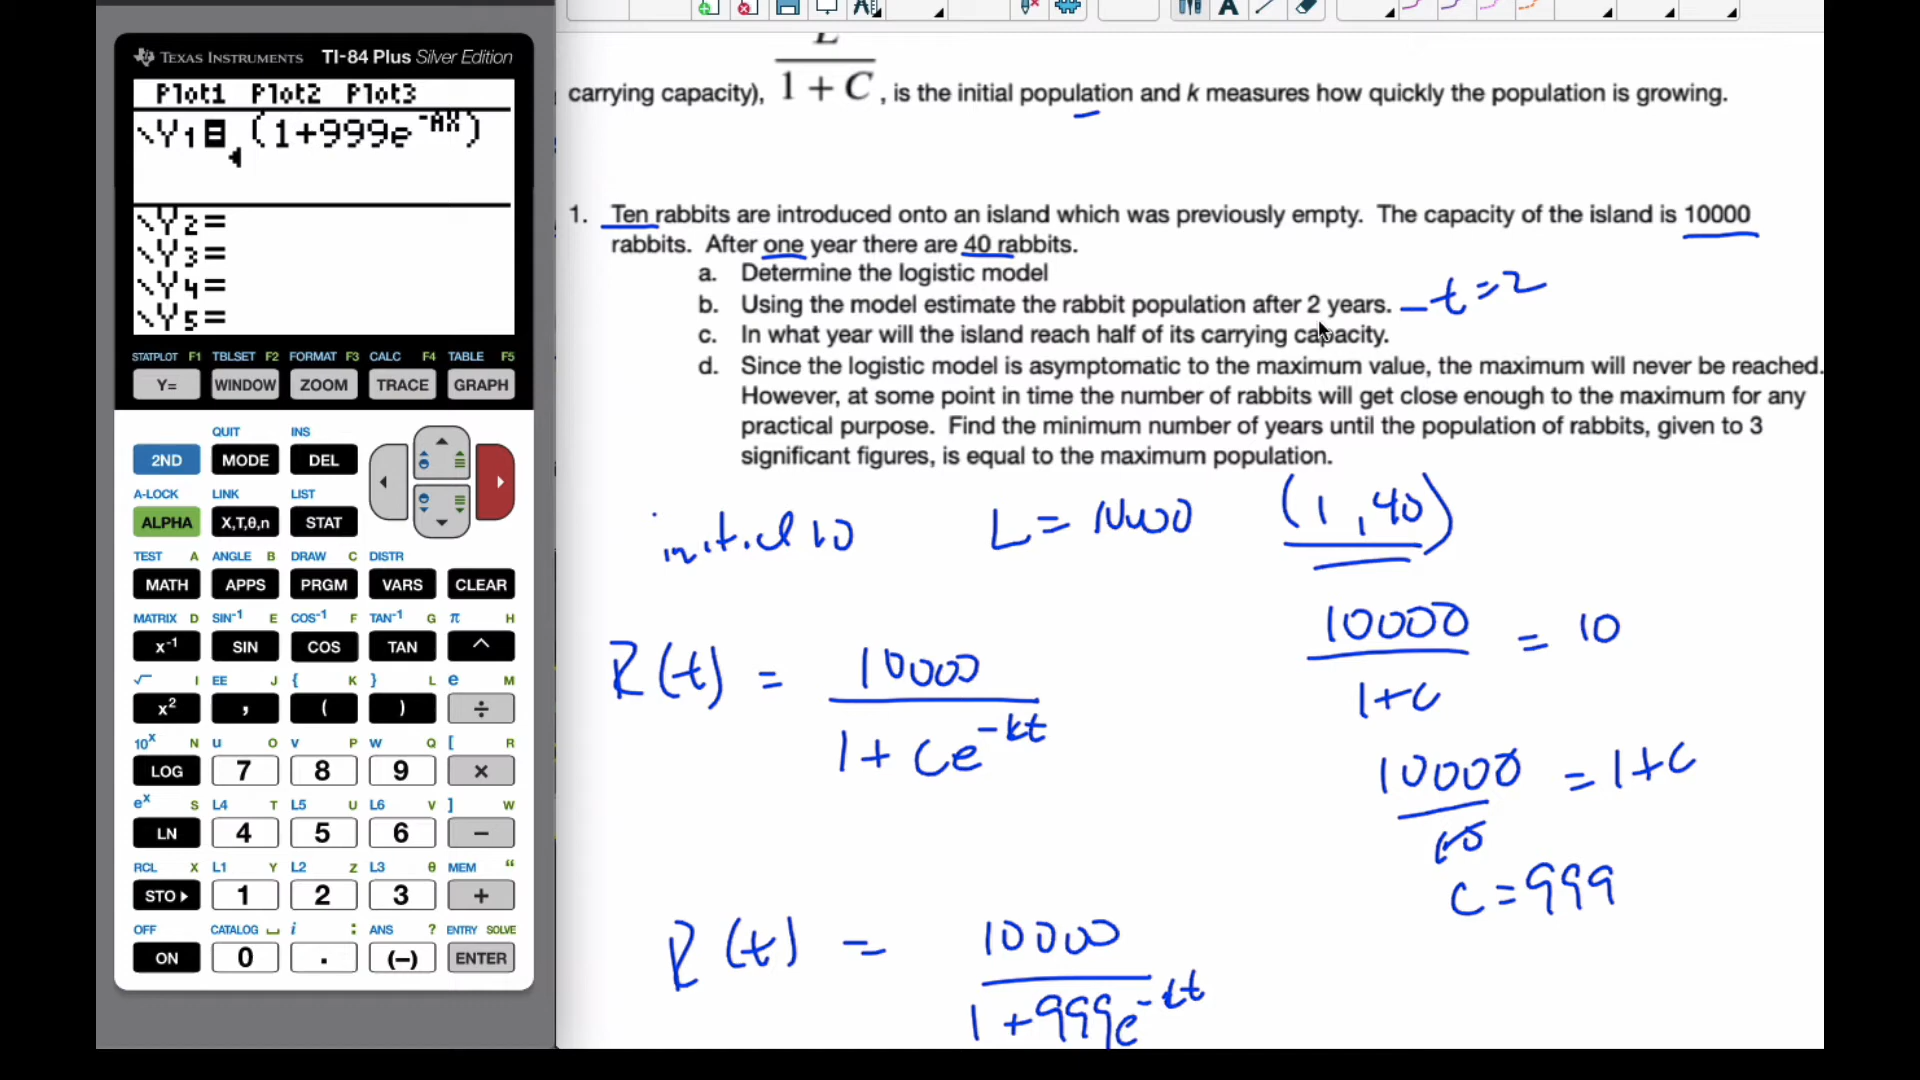 TEXAS INSTRUMENTS TI-84 Plus Silver Edition
Plot1 Plot2 Plot3
\Y1= (1+999e^-AX)
\Y2=
\Y3=
\Y4=
\Y5=
STATPLOT F1 TBLSET F2 FORMAT F3 CALC F4 TABLE F5
Y= WINDOW ZOOM TRACE GRAPH
QUIT INS
2ND MODE DEL
A-LOCK LINK LIST
ALPHA X,T,θ,n STAT
TEST A ANGLE B DRAW C DISTR
MATH APPS PRGM VARS CLEAR
MATRIX D SIN-1 E COS-1 F TAN-1 G π H
x-1 SIN COS TAN ^
√ I EE J { K } L e M
x2 , ( ) ÷
10x N u O v P w Q [ R
LOG 7 8 9 ×
ex S L4 T L5 U L6 V ] W
LN 4 5 6 −
RCL X L1 Y L2 Z L3 θ MEM "
STO▸ 1 2 3 +
OFF CATALOG ⎵ i : ANS ? ENTRY SOLVE
ON 0 . (–) ENTER
carrying capacity), L/(1 + C) , is the initial population and k measures how quickly the population is growing.
1. Ten rabbits are introduced onto an island which was previously empty. The capacity of the island is 10000
rabbits. After one year there are 40 rabbits.
a. Determine the logistic model
b. Using the model estimate the rabbit population after 2 years. – t = 2
c. In what year will the island reach half of its carrying capacity.
d. Since the logistic model is asymptomatic to the maximum value, the maximum will never be reached.
However, at some point in time the number of rabbits will get close enough to the maximum for any
practical purpose. Find the minimum number of years until the population of rabbits, given to 3
significant figures, is equal to the maximum population.
initial 10 L = 10000 (1, 40)
R(t) = 10000
1 + Ce^-kt
10000 = 10
1+C
10000 = 1+C
10
C = 999
R(t) = 10000
1 + 999e^-kt